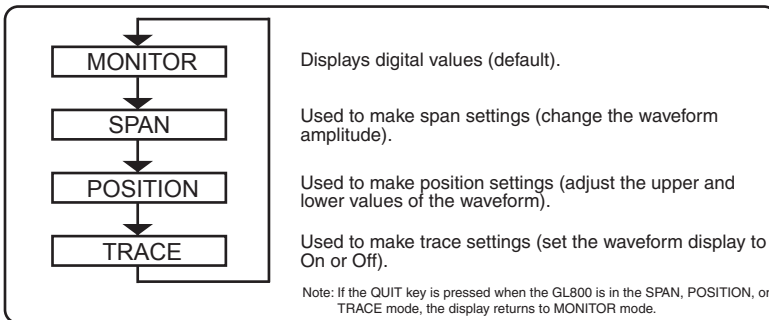 MONITOR
Displays digital values (default).
SPAN
Used to make span settings (change the waveform
amplitude).
POSITION
Used to make position settings (adjust the upper and
lower values of the waveform).
TRACE
Used to make trace settings (set the waveform display to
On or Off).
Note: If the QUIT key is pressed when the GL800 is in the SPAN, POSITION, or
TRACE mode, the display returns to MONITOR mode.